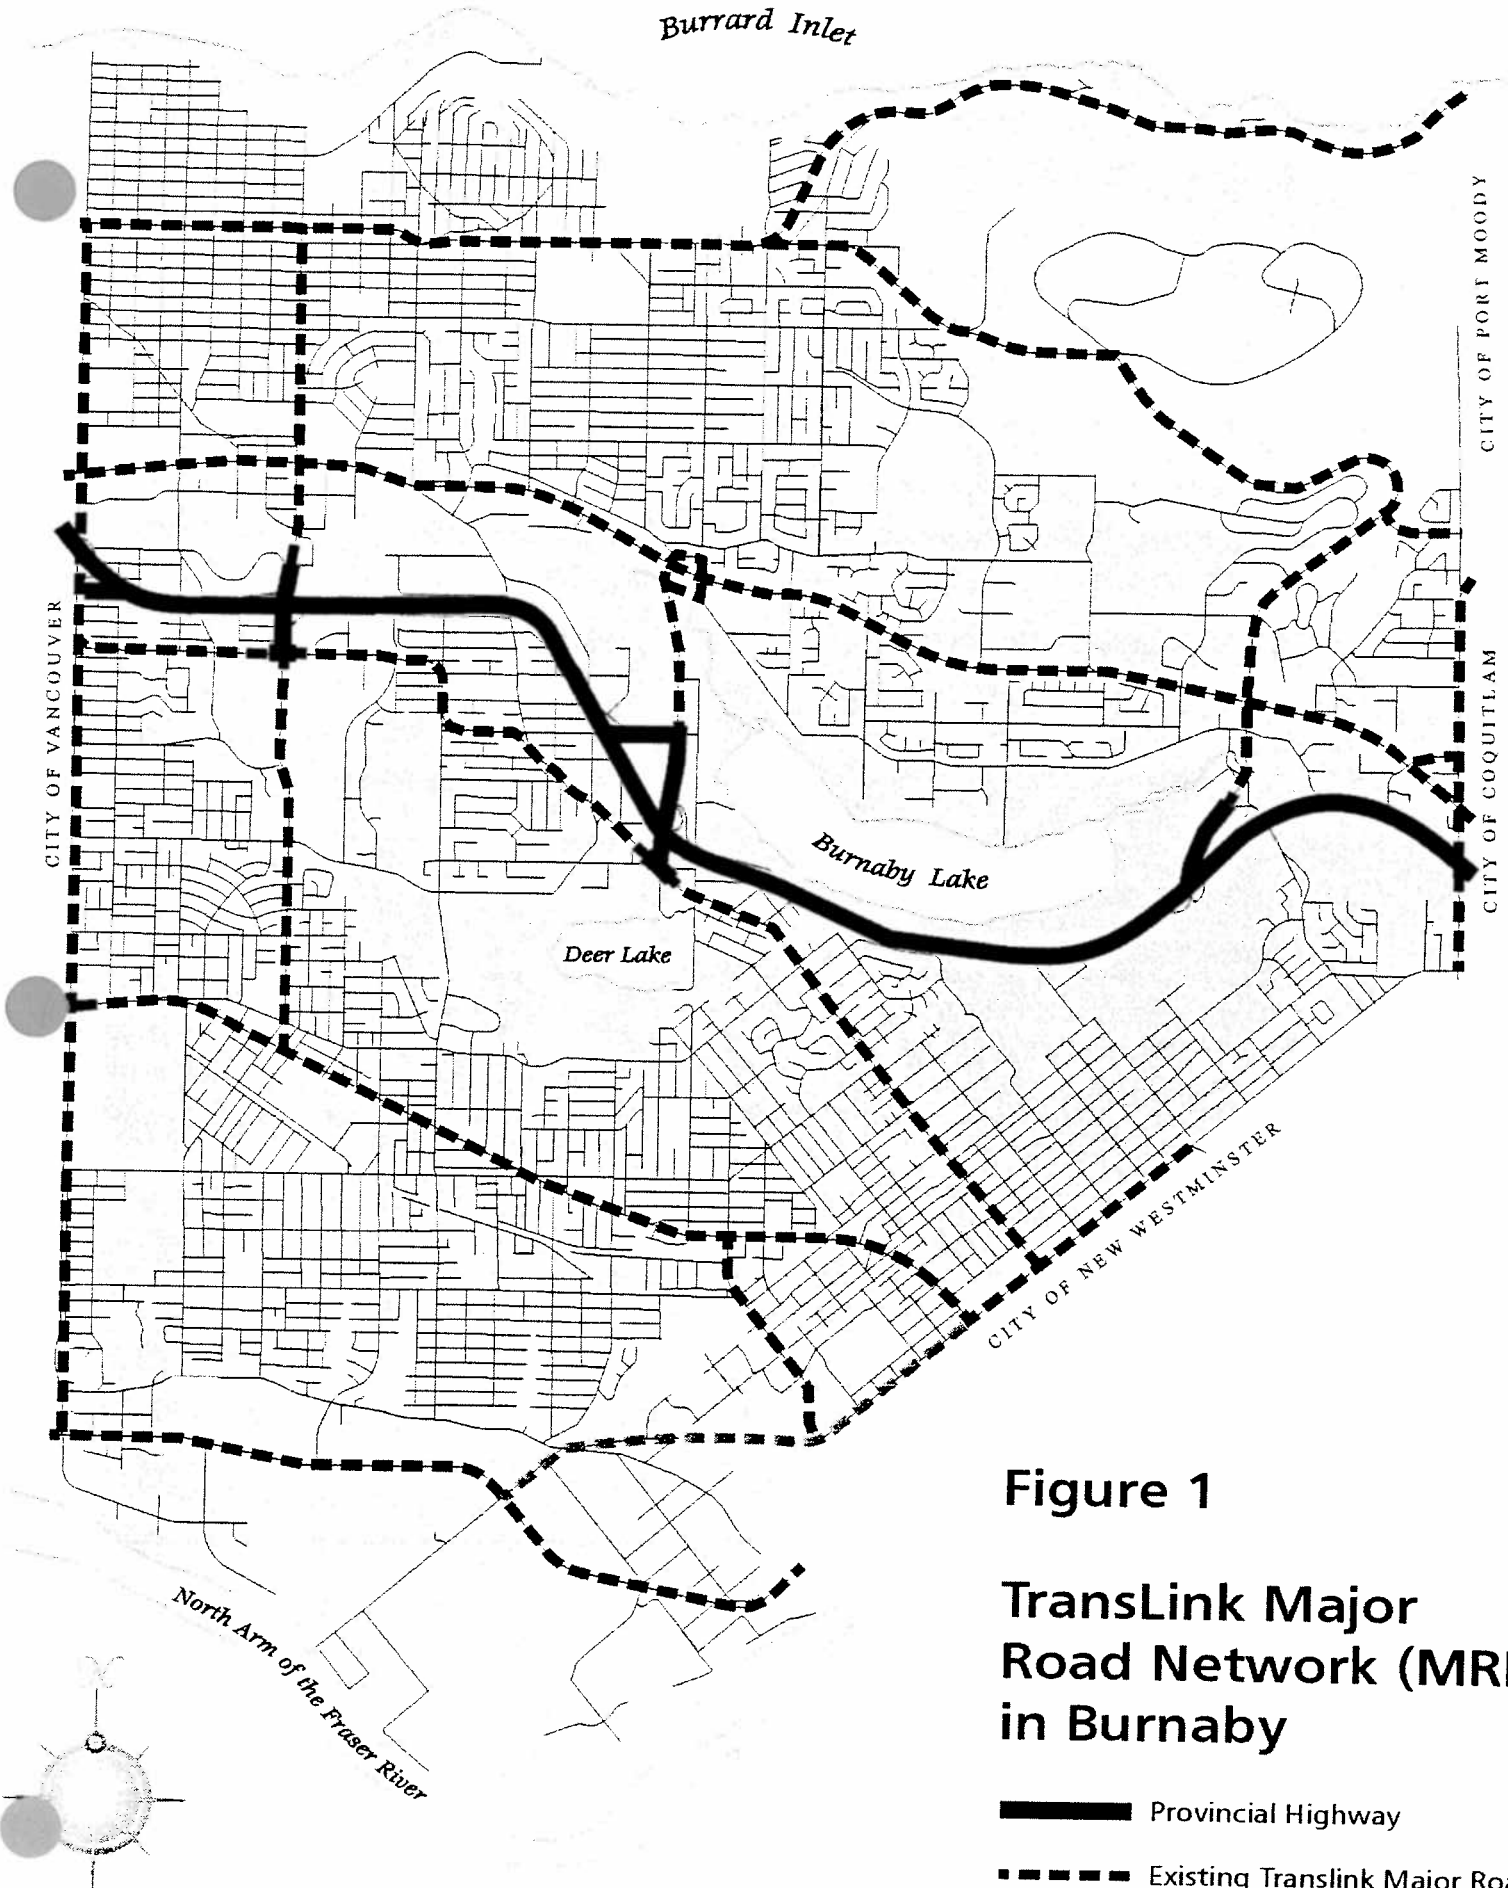 Burrard Inlet
CITY OF PORT MOODY
CITY OF VANCOUVER
CITY OF COQUITLAM
Burnaby Lake
Deer Lake
CITY OF NEW WESTMINSTER
North Arm of the Fraser River
Figure 1
TransLink Major
Road Network (MR
in Burnaby
Provincial Highway
Existing Translink Major Roa